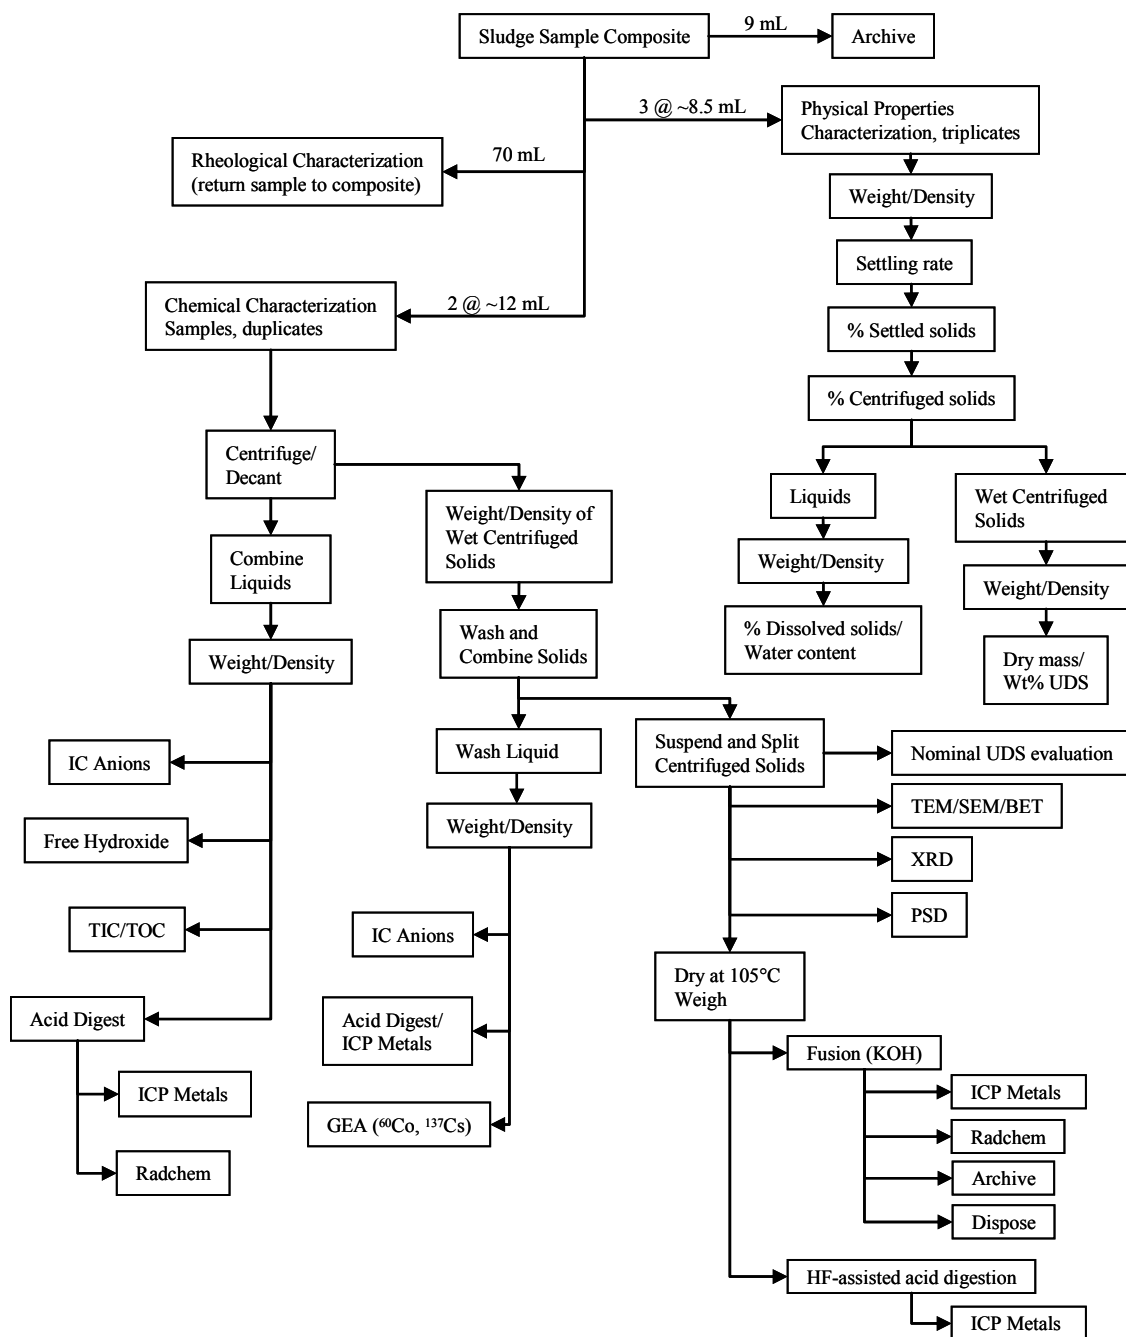 Sludge Sample Composite
9 mL
Archive
3 @ ~8.5 mL
Physical Properties
Characterization, triplicates
70 mL
Rheological Characterization
(return sample to composite)
Weight/Density
Settling rate
2 @ ~12 mL
Chemical Characterization
Samples, duplicates
% Settled solids
% Centrifuged solids
Centrifuge/
Decant
Liquids
Wet Centrifuged
Solids
Weight/Density of
Wet Centrifuged
Solids
Combine
Liquids
Weight/Density
Weight/Density
Wash and
Combine Solids
% Dissolved solids/
Water content
Dry mass/
Wt% UDS
Weight/Density
Wash Liquid
Suspend and Split
Centrifuged Solids
Nominal UDS evaluation
IC Anions
TEM/SEM/BET
Weight/Density
Free Hydroxide
XRD
PSD
TIC/TOC
IC Anions
Dry at 105°C
Weigh
Acid Digest
Acid Digest/
ICP Metals
Fusion (KOH)
ICP Metals
ICP Metals
GEA (⁶⁰Co, ¹³⁷Cs)
Radchem
Radchem
Archive
Dispose
HF-assisted acid digestion
ICP Metals